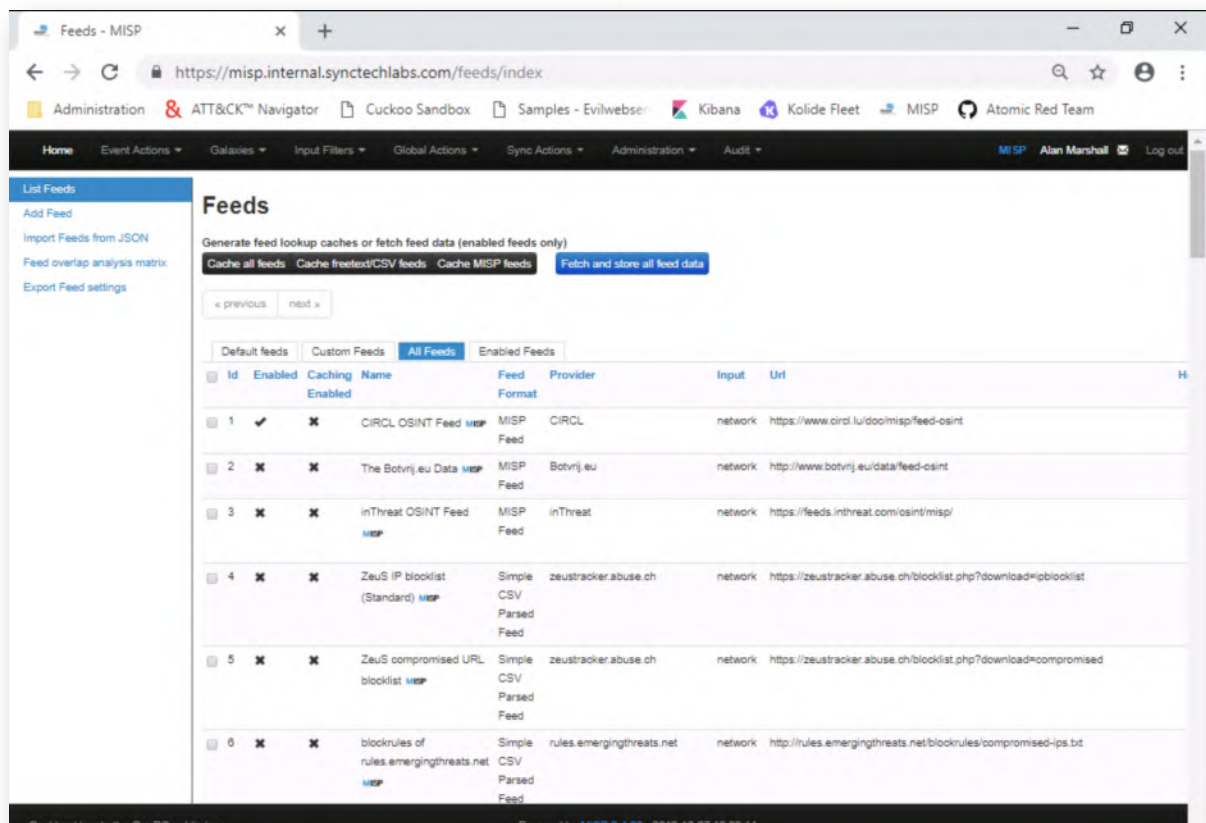 Feeds - MISP
https://misp.internal.synctechlabs.com/feeds/index
Administration ATT&CK™ Navigator Cuckoo Sandbox Samples - Evilwebser Kibana Kolide Fleet MISP Atomic Red Team
Home Event Actions Galaxies Input Filters Global Actions Sync Actions Administration Audit MISP Alan Marshall Log out
List Feeds
Add Feed
Import Feeds from JSON
Feed overlap analysis matrix
Export Feed settings
Feeds
Generate feed lookup caches or fetch feed data (enabled feeds only)
Cache all feeds Cache freetext/CSV feeds Cache MISP feeds Fetch and store all feed data
« previous next »
Default feeds Custom Feeds All Feeds Enabled Feeds
Id Enabled Caching Name Feed Provider Input Url
Enabled Format
1 CIRCL OSINT Feed MISP MISP CIRCL network https://www.circl.lu/doc/misp/feed-osint
Feed
2 The Botvrij.eu Data MISP MISP Botvrij.eu network http://www.botvrij.eu/data/feed-osint
Feed
3 inThreat OSINT Feed MISP inThreat network https://feeds.inthreat.com/osint/misp/
MISP Feed
4 ZeuS IP blocklist Simple zeustracker.abuse.ch network https://zeustracker.abuse.ch/blocklist.php?download=ipblocklist
(Standard) MISP CSV
Parsed
Feed
5 ZeuS compromised URL Simple zeustracker.abuse.ch network https://zeustracker.abuse.ch/blocklist.php?download=compromised
blocklist MISP CSV
Parsed
Feed
6 blockrules of Simple rules.emergingthreats.net network http://rules.emergingthreats.net/blockrules/compromised-ips.txt
rules.emergingthreats.net CSV
MISP Parsed
Feed